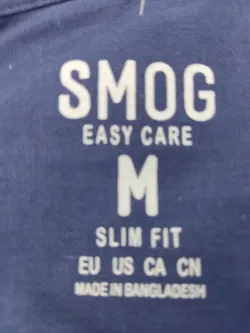 SMOG
EASY CARE
M
SLIM FIT
EU US CA CN
MADE IN BANGLADESH